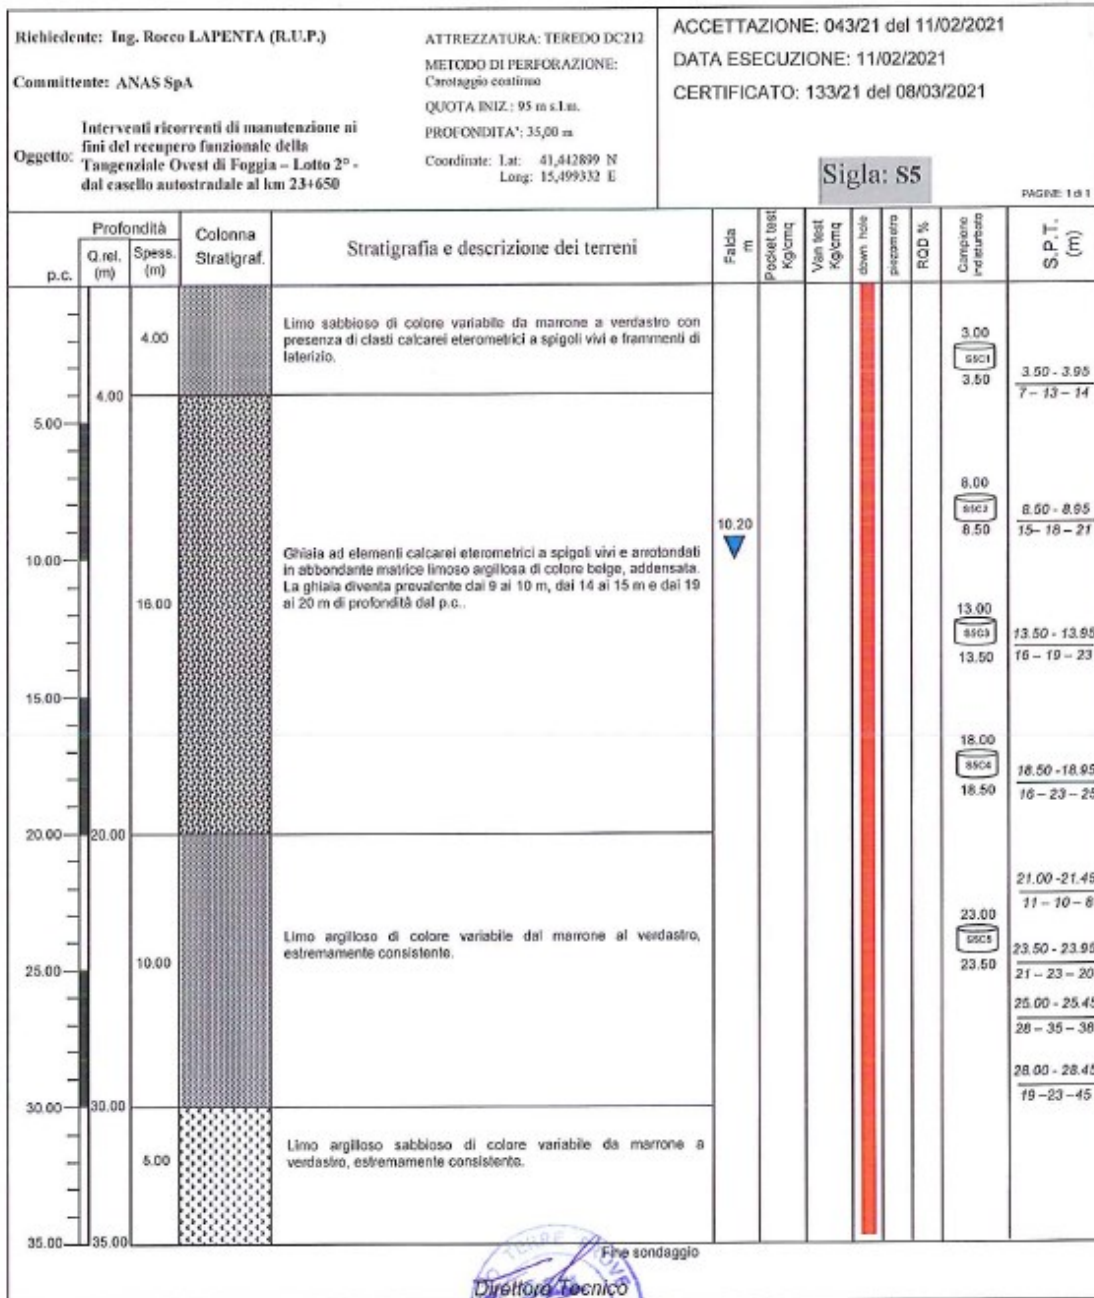 Richiedente: Ing. Rocco LAPENTA (R.U.P.)
Committente: ANAS SpA
Oggetto: Interventi ricorrenti di manutenzione ai
fini del recupero funzionale della
Tangenziale Ovest di Foggia – Lotto 2° -
dal casello autostradale al km 23+650
ATTREZZATURA: TEREDO DC212
METODO DI PERFORAZIONE:
Carotaggio continuo
QUOTA INIZ.: 95 m s.l.m.
PROFONDITA': 35,00 m
Coordinate: Lat: 41,442899 N
Long: 15,499332 E
ACCETTAZIONE: 043/21 del 11/02/2021
DATA ESECUZIONE: 11/02/2021
CERTIFICATO: 133/21 del 08/03/2021
Sigla: S5
PAGINE: 1 di 1
p.c.
Profondità
Q.rel. (m)
Spess. (m)
Colonna Stratigraf.
Stratigrafia e descrizione dei terreni
Falda m
Pocket test Kg/cmq
Van test Kg/cmq
down hole
piezometro
RQD %
Campione indisturbato
S.P.T. (m)
4.00
Limo sabbioso di colore variabile da marrone a verdastro con
presenza di clasti calcarei eterometrici a spigoli vivi e frammenti di
laterizio.
3.00
S5C1
3.50
3.50 - 3.95
7 – 13 – 14
4.00
5.00
8.00
S5C2
8.50
8.50 - 8.95
15– 18 – 21
10.20
10.00
16.00
Ghiaia ad elementi calcarei eterometrici a spigoli vivi e arrotondati
in abbondante matrice limoso argillosa di colore beige, addensata.
La ghiaia diventa prevalente dai 9 ai 10 m, dai 14 ai 15 m e dai 19
ai 20 m di profondità dal p.c..
13.00
S5C3
13.50
13.50 - 13.95
16 – 19 – 23
15.00
18.00
S5C4
18.50
18.50 -18.95
16 – 23 – 25
20.00
20.00
21.00 -21.45
11 – 10 – 8
10.00
Limo argilloso di colore variabile dal marrone al verdastro,
estremamente consistente.
23.00
S5C5
23.50
23.50 - 23.95
21 – 23 – 20
25.00
25.00 - 25.45
28 – 35 – 38
28.00 - 28.45
19 –23 –45
30.00
30.00
5.00
Limo argilloso sabbioso di colore variabile da marrone a
verdastro, estremamente consistente.
35.00
35.00
Fine sondaggio
TERRE PROVE
Direttore Tecnico